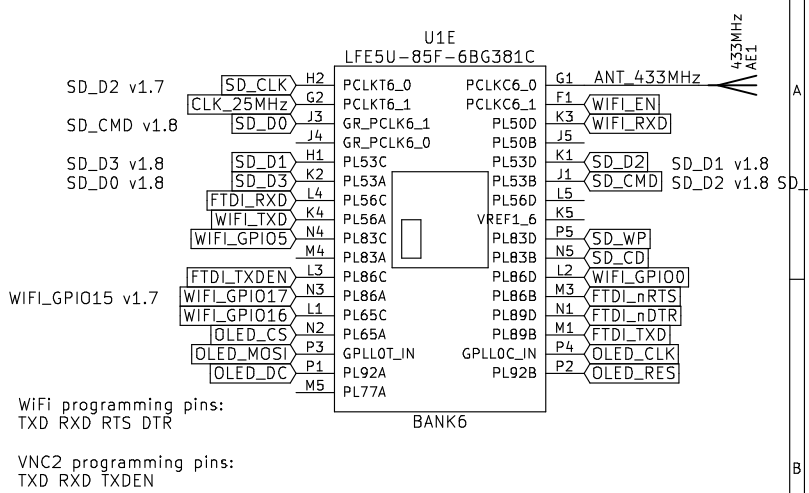 433MHz
AE1
U1E
LFE5U-85F-6BG381C
SD_D2 v1.7 SD_CLK H2 PCLKT6_0 PCLKC6_0 G1 ANT_433MHz
A
CLK_25MHz G2 PCLKT6_1 PCLKC6_1 F1 WIFI_EN
SD_CMD v1.8 SD_D0 J3 GR_PCLK6_1 PL50D K3 WIFI_RXD
J4 GR_PCLK6_0 PL50B J5
SD_D3 v1.8 SD_D1 H1 PL53C PL53D K1 SD_D2 SD_D1 v1.8
SD_D0 v1.8 SD_D3 K2 PL53A PL53B J1 SD_CMD SD_D2 v1.8 SD_
FTDI_RXD L4 PL56C PL56D L5
WIFI_TXD K4 PL56A VREF1_6 K5
WIFI_GPIO5 N4 PL83C PL83D P5 SD_WP
M4 PL83A PL83B N5 SD_CD
FTDI_TXDEN L3 PL86C PL86D L2 WIFI_GPIO0
WIFI_GPIO15 v1.7 WIFI_GPIO17 N3 PL86A PL86B M3 FTDI_nRTS
WIFI_GPIO16 L1 PL65C PL89D N1 FTDI_nDTR
OLED_CS N2 PL65A PL89B M1 FTDI_TXD
OLED_MOSI P3 GPLL0T_IN GPLL0C_IN P4 OLED_CLK
OLED_DC P1 PL92A PL92B P2 OLED_RES
M5 PL77A
BANK6
WiFi programming pins:
TXD RXD RTS DTR
VNC2 programming pins:
TXD RXD TXDEN
B